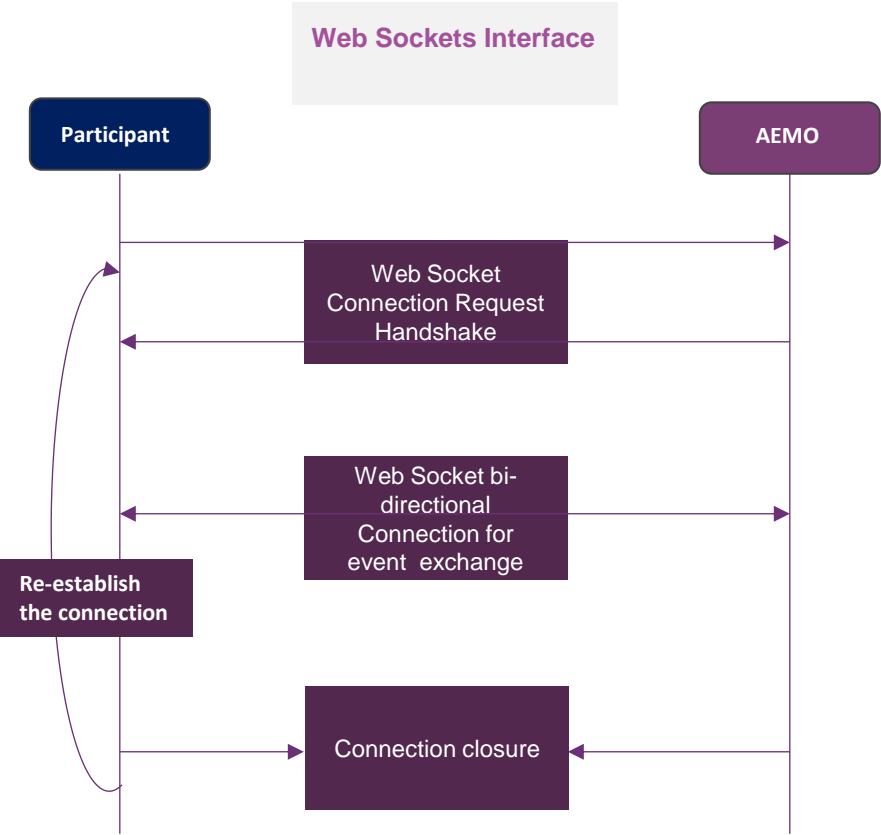 Web Sockets Interface
Participant
AEMO
Web Socket
Connection Request
Handshake
Web Socket bi-
directional
Connection for
event  exchange
Re-establish
the connection
Connection closure